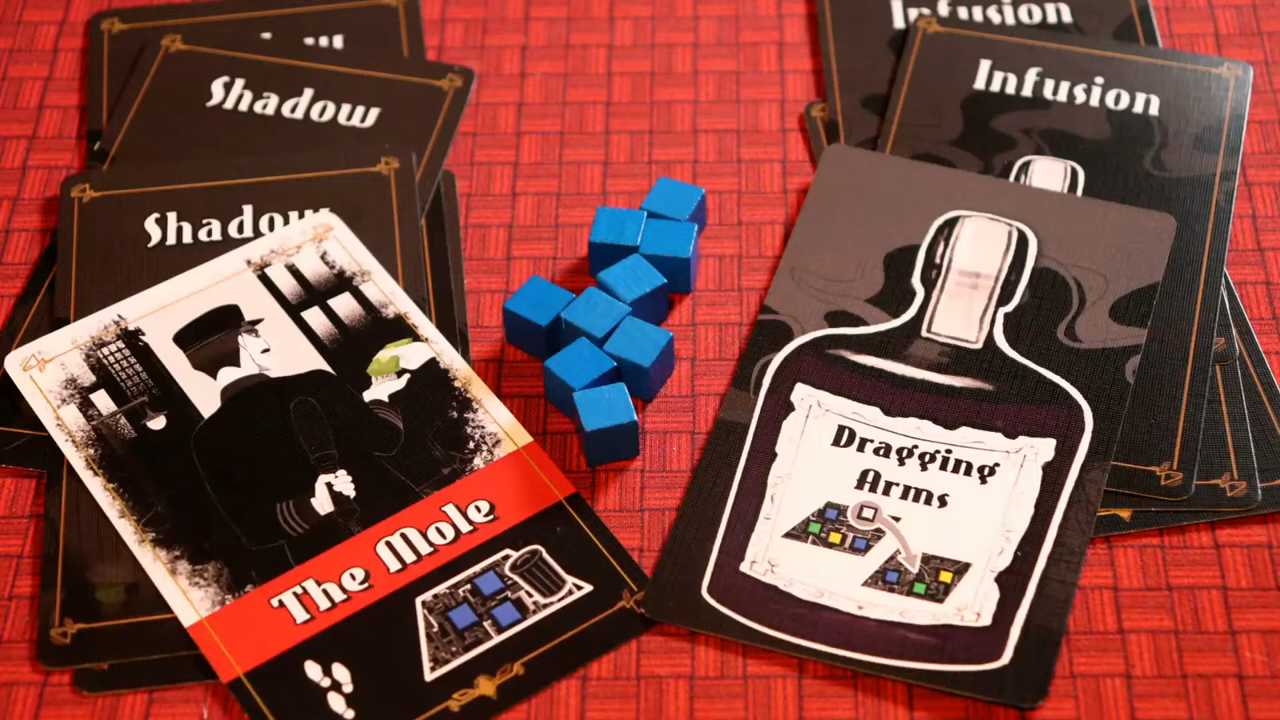 Shadow
Shadow
The Mole
Infusion
Infusion
Dragging
Arms